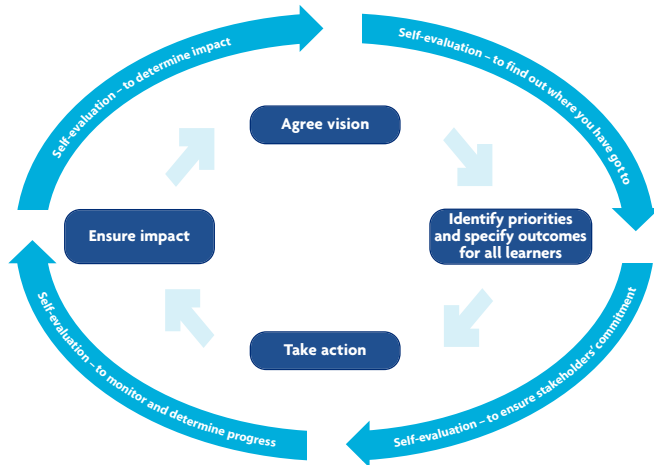 Self-evaluation – to determine impact
Self-evaluation – to find out where you have got to
Agree vision
Ensure impact
Identify priorities
and specify outcomes
for all learners
Take action
Self-evaluation – to monitor and determine progress
Self-evaluation – to ensure stakeholders' commitment